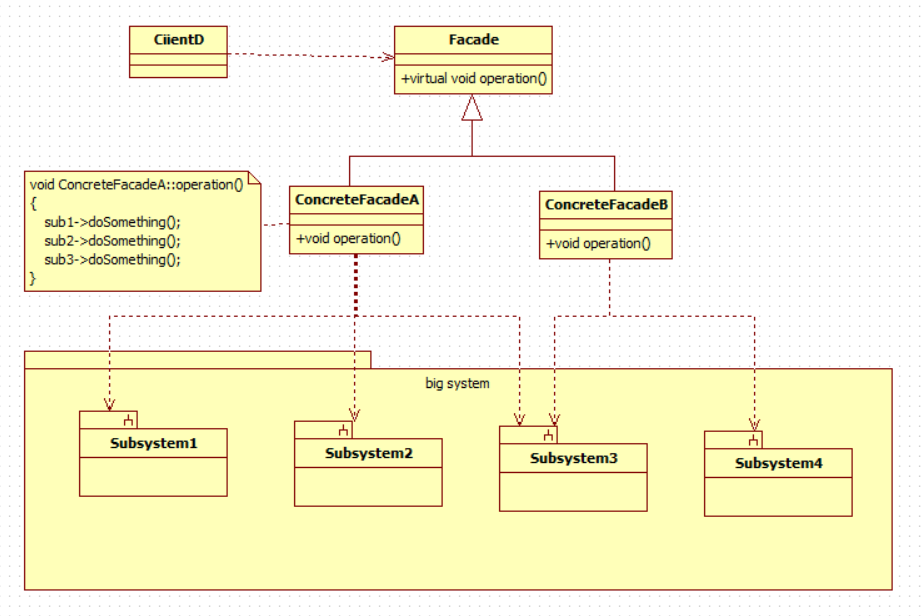 CiientD
Facade
+virtual void operation()
void ConcreteFacadeA::operation()
{
sub1->doSomething();
sub2->doSomething();
sub3->doSomething();
}
ConcreteFacadeA
+void operation()
ConcreteFacadeB
+void operation()
big system
Subsystem1
Subsystem2
Subsystem3
Subsystem4